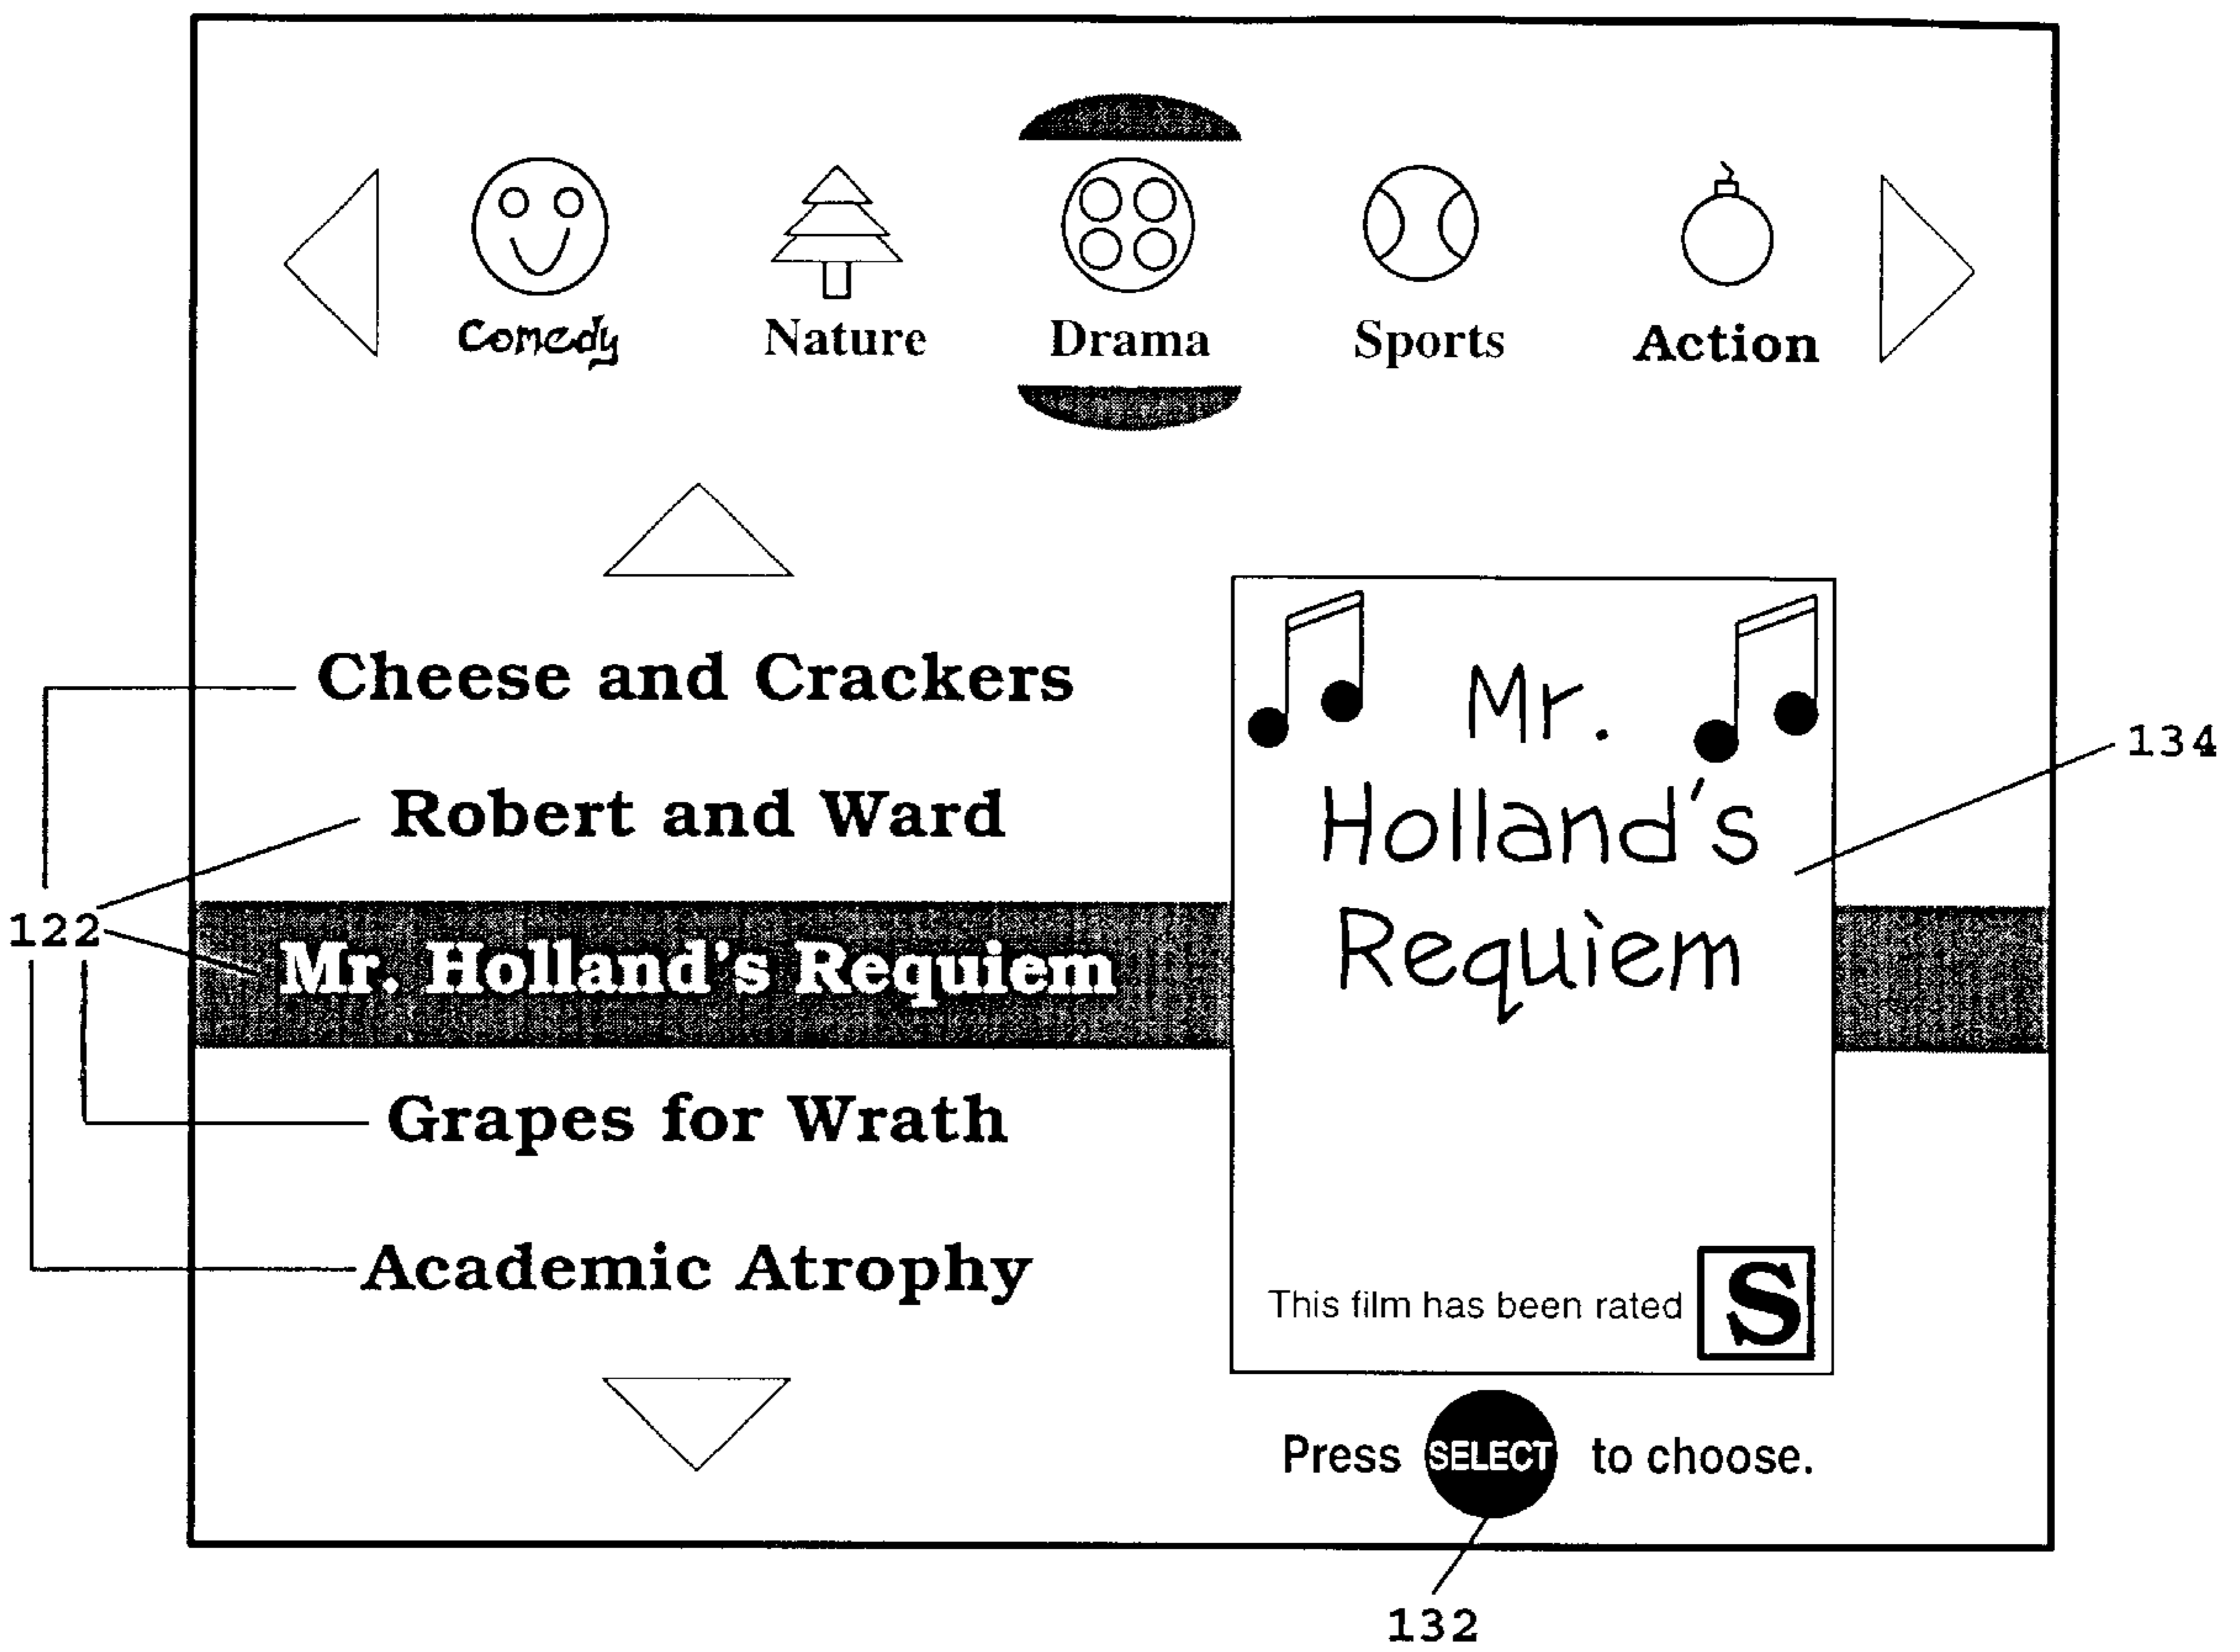 Comedy Nature Drama Sports Action
Cheese and Crackers
Robert and Ward
Mr. Holland's Requiem
Grapes for Wrath
Academic Atrophy
122
Mr.
Holland's
Requiem
134
This film has been rated S
Press SELECT to choose.
132